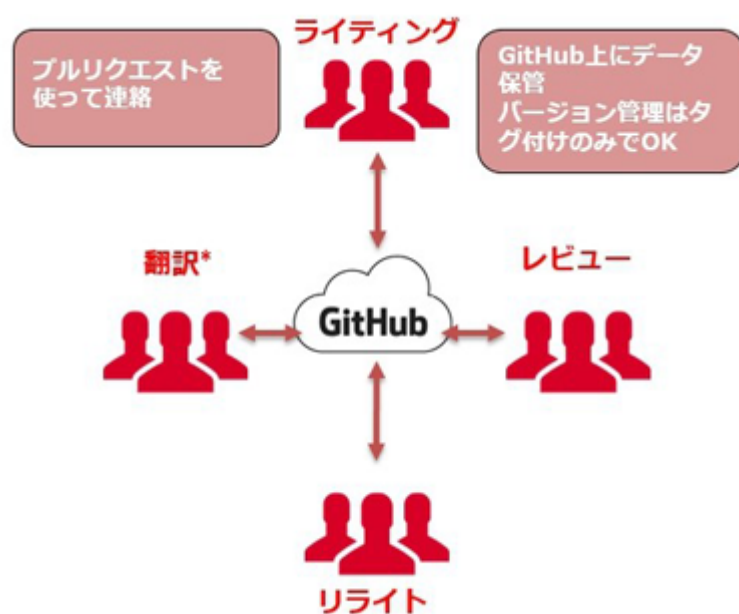 ライティング
プルリクエストを
使って連絡
GitHub上にデータ
保管
バージョン管理はタ
グ付けのみでOK
翻訳*
レビュー
GitHub
リライト